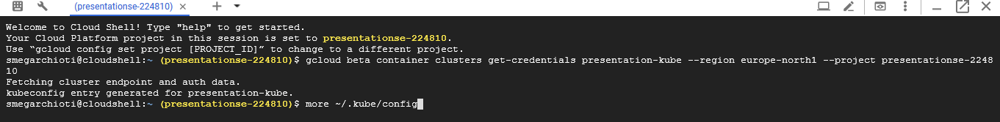 (presentationse-224810)
Welcome to Cloud Shell! Type "help" to get started.
Your Cloud Platform project in this session is set to presentationse-224810.
Use “gcloud config set project [PROJECT_ID]” to change to a different project.
smegarchioti@cloudshell:~ (presentationse-224810)$ gcloud beta container clusters get-credentials presentation-kube --region europe-north1 --project presentationse-2248
10
Fetching cluster endpoint and auth data.
kubeconfig entry generated for presentation-kube.
smegarchioti@cloudshell:~ (presentationse-224810)$ more ~/.kube/config